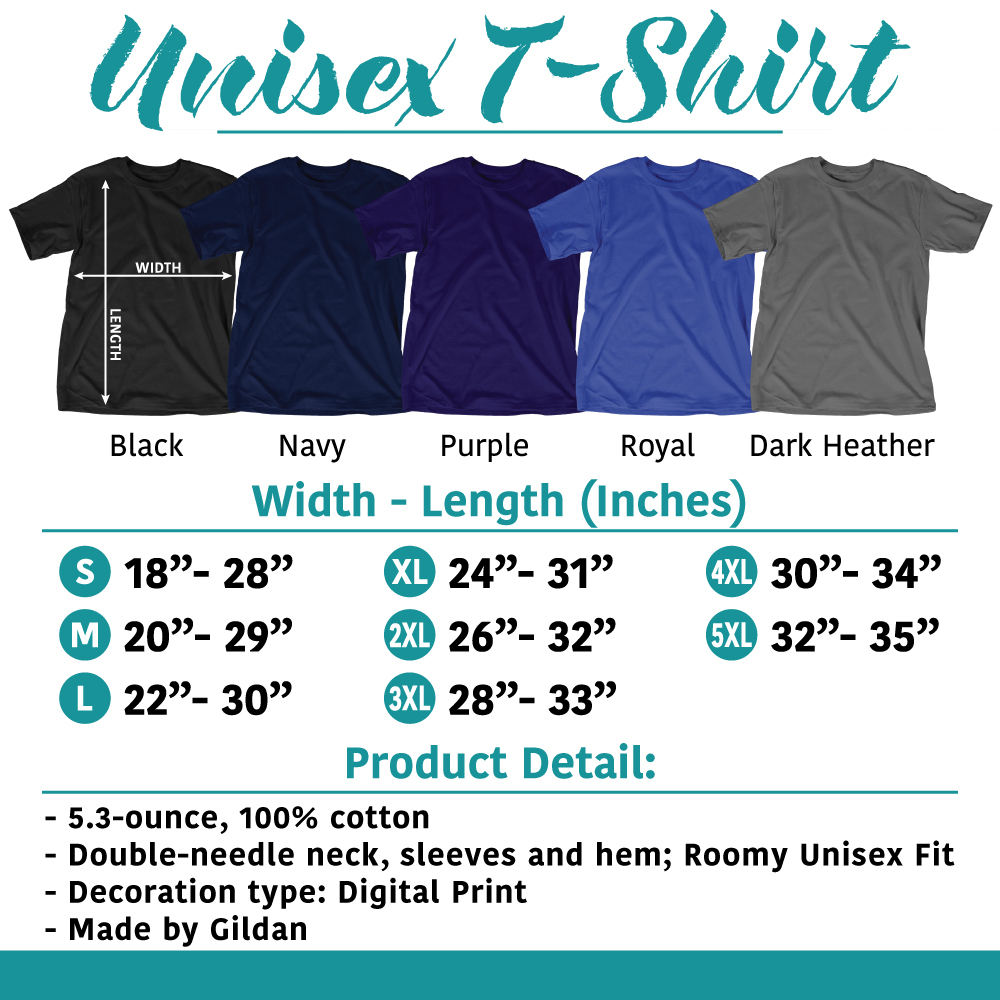 Unisex T-Shirt
WIDTH
LENGTH
Black
Navy
Purple
Royal
Dark Heather
Width - Length (Inches)
S 18”- 28”
XL 24”- 31”
4XL 30”- 34”
M 20”- 29”
2XL 26”- 32”
5XL 32”- 35”
L 22”- 30”
3XL 28”- 33”
Product Detail:
- 5.3-ounce, 100% cotton
- Double-needle neck, sleeves and hem; Roomy Unisex Fit
- Decoration type: Digital Print
- Made by Gildan